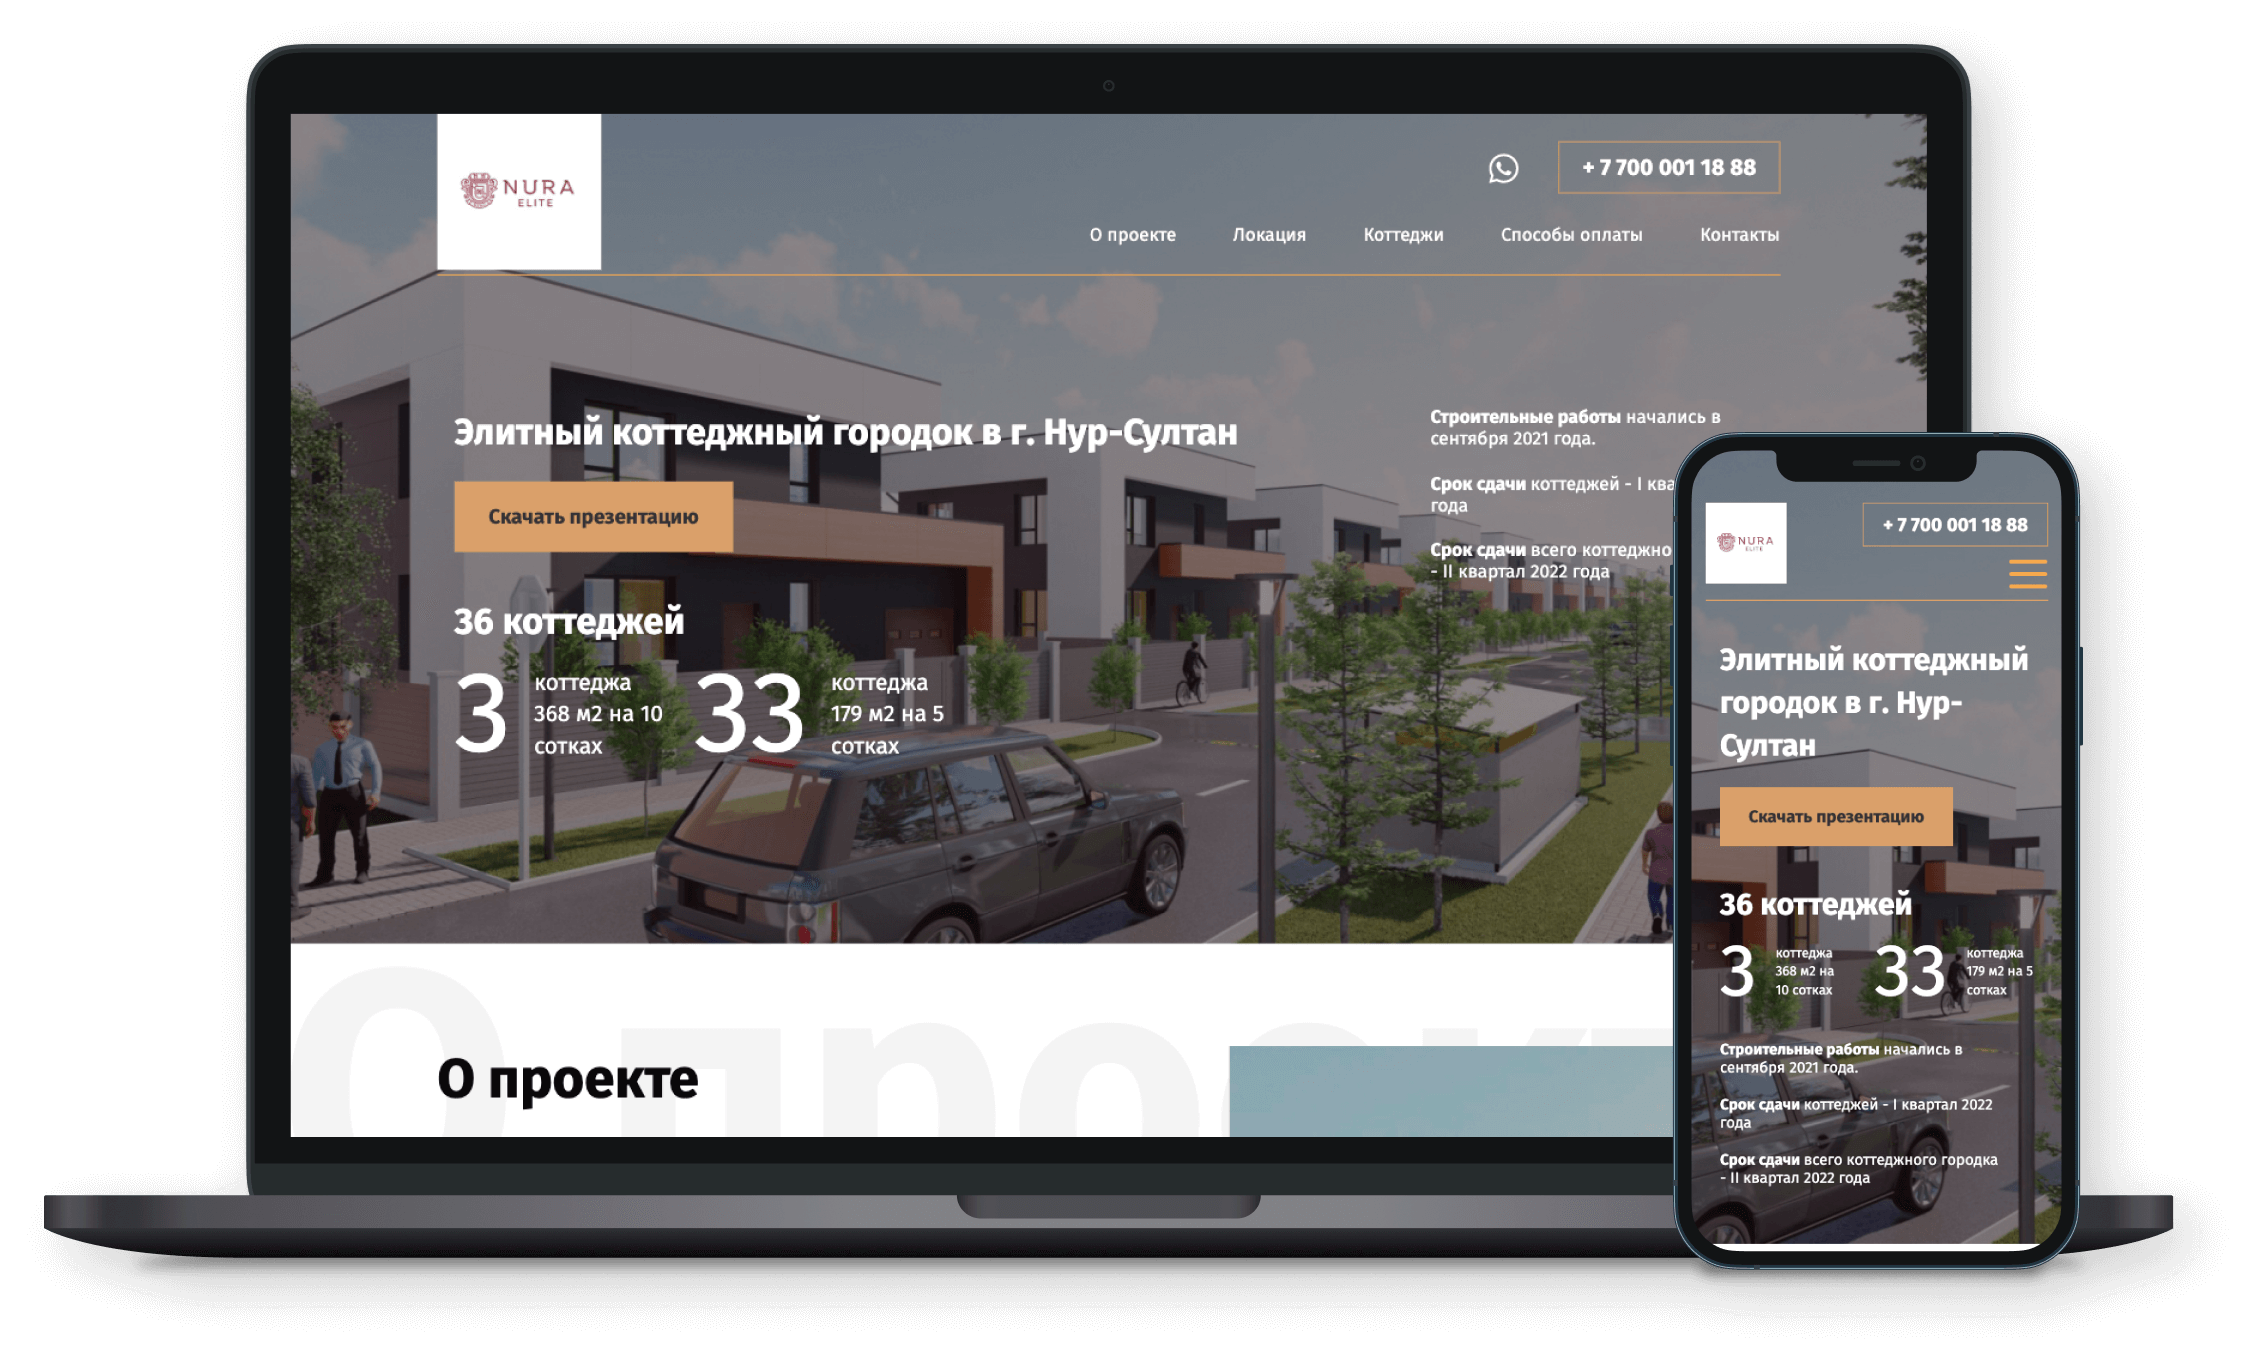 NURA
ELITE
+ 7 700 001 18 88
О проекте
Локация
Коттеджи
Способы оплаты
Контакты
Элитный коттеджный городок в г. Нур-Султан
Скачать презентацию
36 коттеджей
3
коттеджа
368 м2 на 10
сотках
33
коттеджа
179 м2 на 5
сотках
Строительные работы начались в
сентября 2021 года.
Срок сдачи коттеджей - I
года
Срок сдачи всего
- II квартал 2022 года
О проекте
О
NURA
ELITE
+ 7 700 001 18 88
Элитный коттеджный
городок в г. Нур-
Султан
Скачать презентацию
36 коттеджей
3
коттеджа
368 м2 на
10 сотках
33
коттеджа
179 м2 на 5
сотках
Строительные работы начались в
сентября 2021 года.
Срок сдачи коттеджей - I квартал 2022
года
Срок сдачи всего коттеджного городка
- II квартал 2022 года